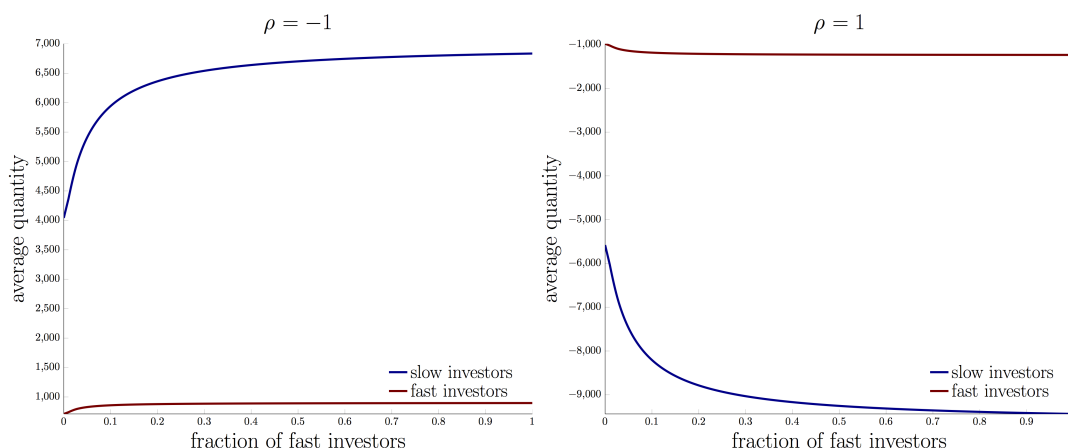 ρ = −1
7,000
6,500
6,000
5,500
5,000
4,500
4,000
3,500
3,000
2,500
2,000
1,500
1,000
average quantity
slow investors
fast investors
0 0.1 0.2 0.3 0.4 0.5 0.6 0.7 0.8 0.9 1
fraction of fast investors
ρ = 1
−1,000
−2,000
−3,000
−4,000
−5,000
−6,000
−7,000
−8,000
−9,000
average quantity
slow investors
fast investors
0 0.1 0.2 0.3 0.4 0.5 0.6 0.7 0.8 0.9
fraction of fast investors